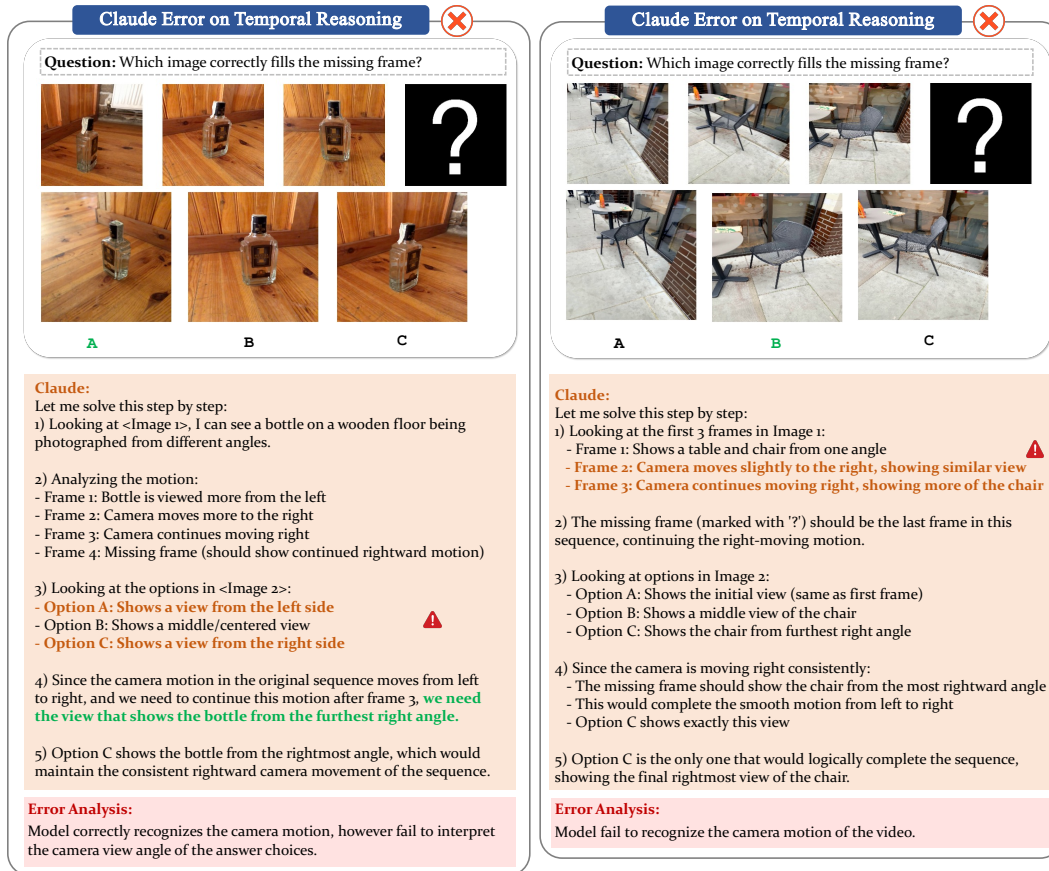 Claude Error on Temporal Reasoning
Question: Which image correctly fills the missing frame?
?
A B C
Claude:
Let me solve this step by step:
1) Looking at <Image 1>, I can see a bottle on a wooden floor being
photographed from different angles.
2) Analyzing the motion:
- Frame 1: Bottle is viewed more from the left
- Frame 2: Camera moves more to the right
- Frame 3: Camera continues moving right
- Frame 4: Missing frame (should show continued rightward motion)
3) Looking at the options in <Image 2>:
- Option A: Shows a view from the left side
- Option B: Shows a middle/centered view
- Option C: Shows a view from the right side
4) Since the camera motion in the original sequence moves from left
to right, and we need to continue this motion after frame 3, we need
the view that shows the bottle from the furthest right angle.
5) Option C shows the bottle from the rightmost angle, which would
maintain the consistent rightward camera movement of the sequence.
Error Analysis:
Model correctly recognizes the camera motion, however fail to interpret
the camera view angle of the answer choices.
Claude Error on Temporal Reasoning
Question: Which image correctly fills the missing frame?
?
A B C
Claude:
Let me solve this step by step:
1) Looking at the first 3 frames in Image 1:
- Frame 1: Shows a table and chair from one angle
- Frame 2: Camera moves slightly to the right, showing similar view
- Frame 3: Camera continues moving right, showing more of the chair
2) The missing frame (marked with '?') should be the last frame in this
sequence, continuing the right-moving motion.
3) Looking at options in Image 2:
- Option A: Shows the initial view (same as first frame)
- Option B: Shows a middle view of the chair
- Option C: Shows the chair from furthest right angle
4) Since the camera is moving right consistently:
- The missing frame should show the chair from the most rightward angle
- This would complete the smooth motion from left to right
- Option C shows exactly this view
5) Option C is the only one that would logically complete the sequence,
showing the final rightmost view of the chair.
Error Analysis:
Model fail to recognize the camera motion of the video.